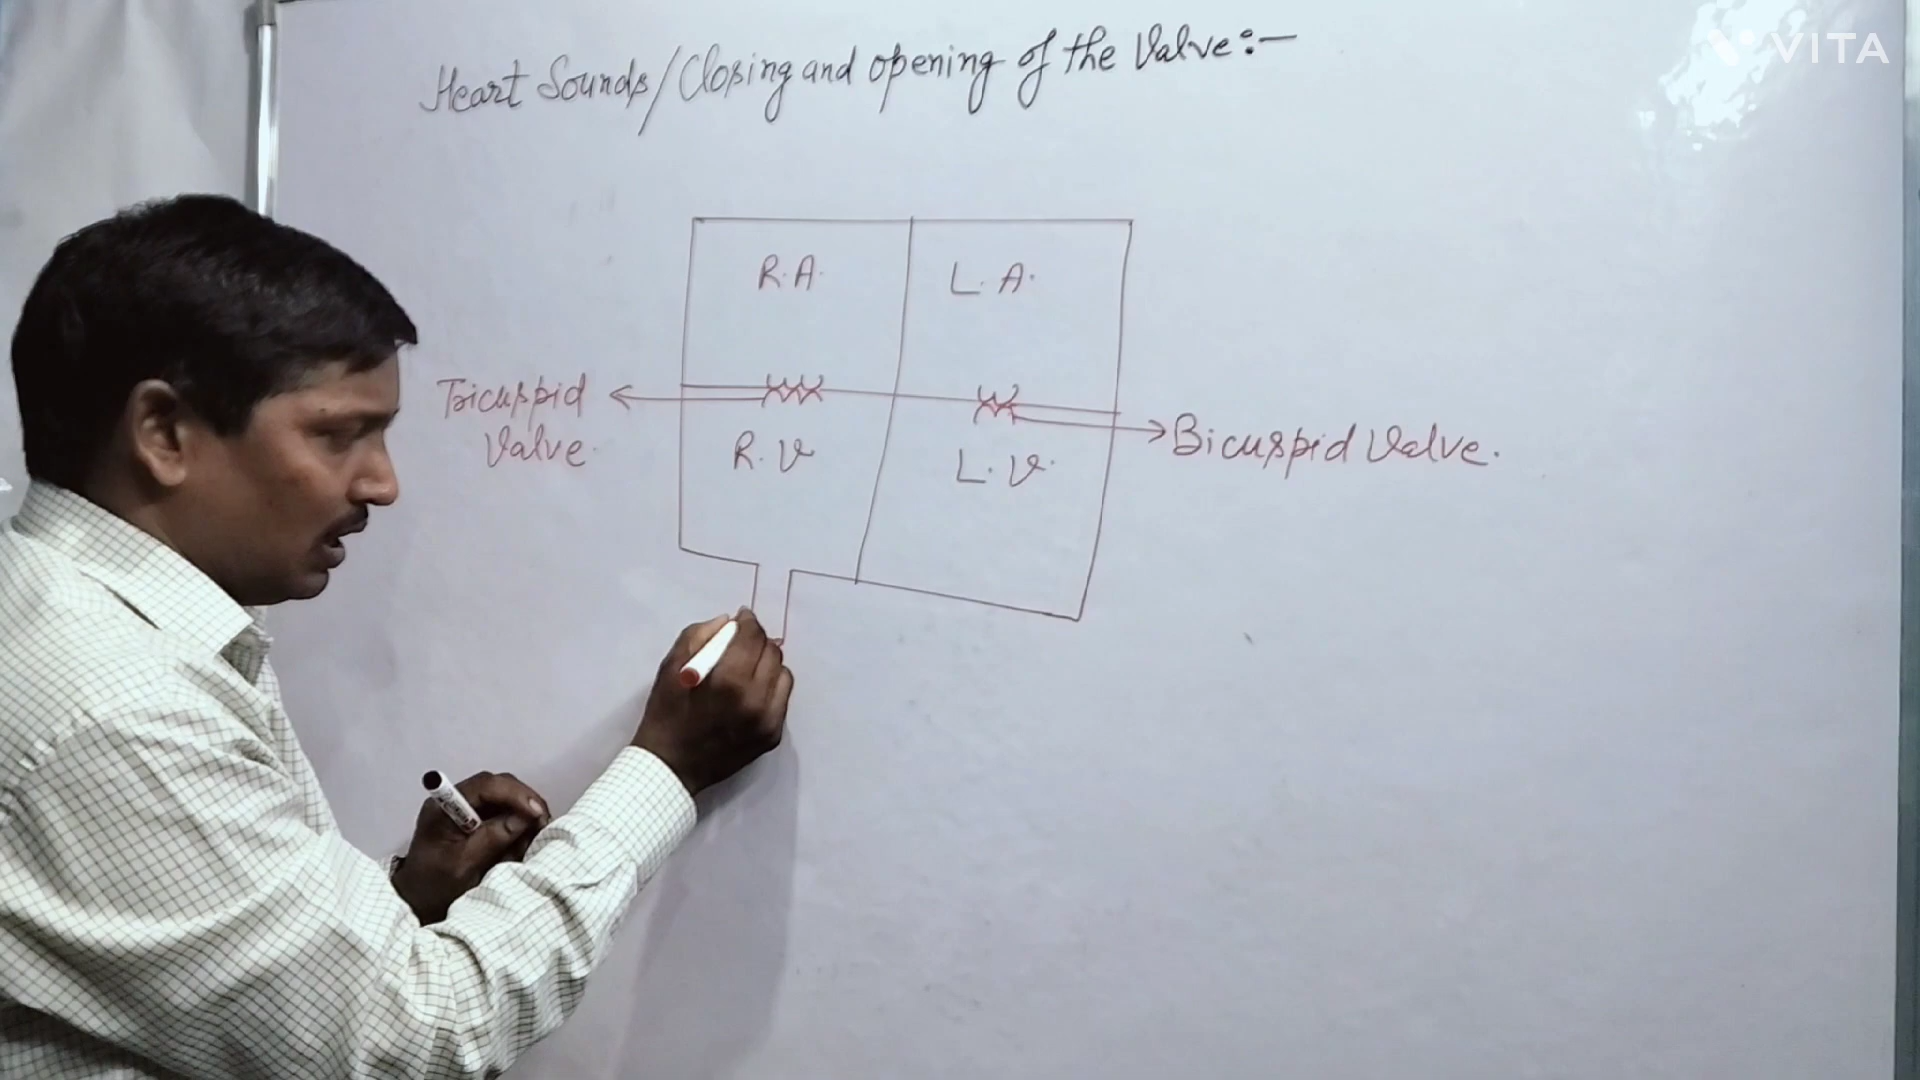 VITA
Heart Sounds/Closing and opening of the Valve:-
R.A.
L.A.
Tricuspid
Valve.
Bicuspid Valve.
R.V
L.V.